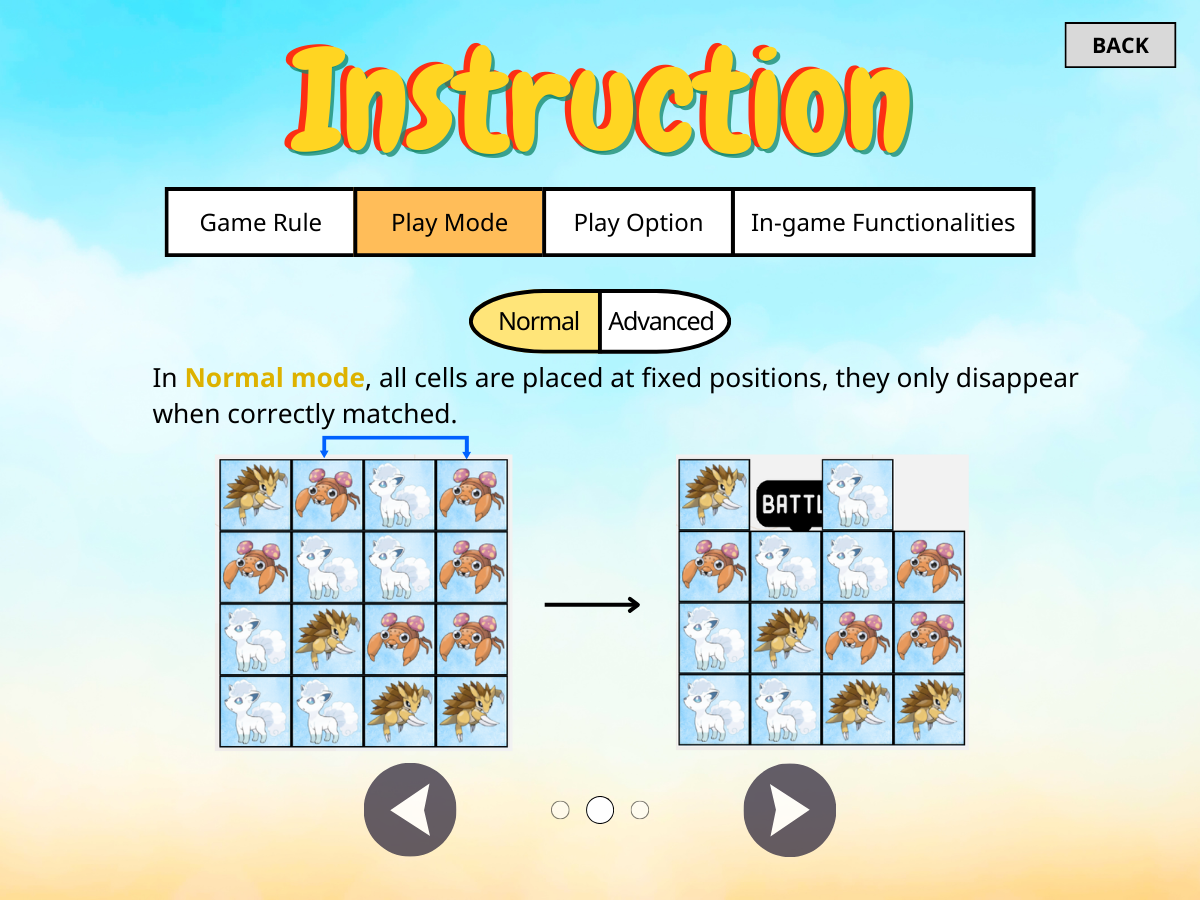 BACK
Instruction
Game Rule
Play Mode
Play Option
In-game Functionalities
Normal
Advanced
In Normal mode, all cells are placed at fixed positions, they only disappear
when correctly matched.
BATTL